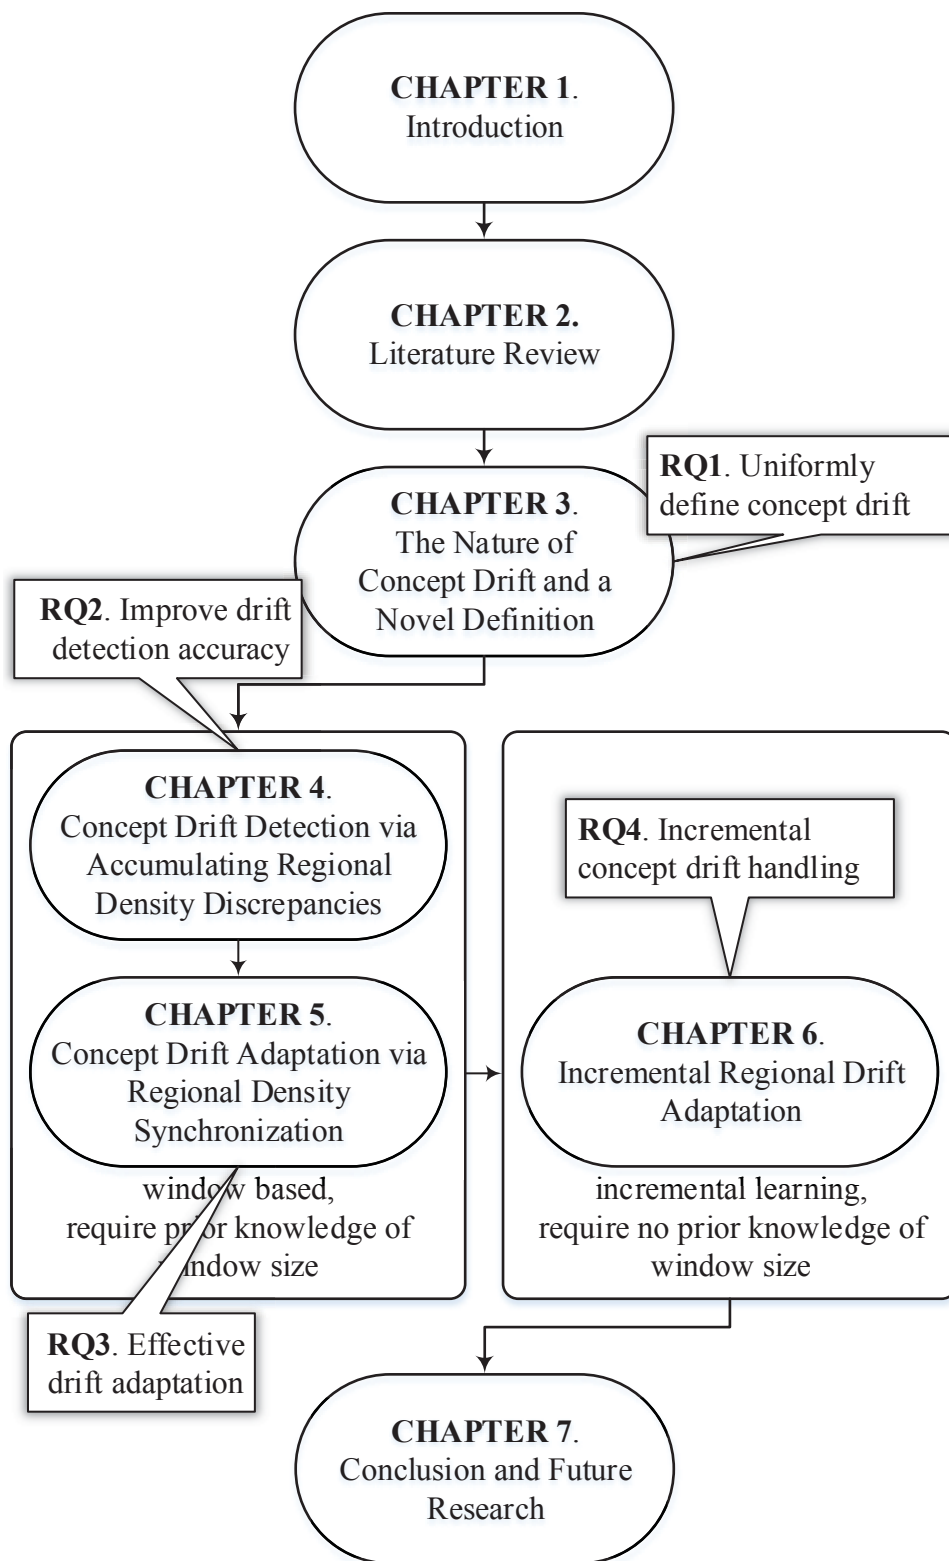 CHAPTER 1.
Introduction
CHAPTER 2.
Literature Review
RQ1. Uniformly
define concept drift
CHAPTER 3.
The Nature of
Concept Drift and a
Novel Definition
RQ2. Improve drift
detection accuracy
CHAPTER 4.
Concept Drift Detection via
Accumulating Regional
Density Discrepancies
CHAPTER 5.
Concept Drift Adaptation via
Regional Density
Synchronization
window based,
require prior knowledge of
window size
RQ3. Effective
drift adaptation
RQ4. Incremental
concept drift handling
CHAPTER 6.
Incremental Regional Drift
Adaptation
incremental learning,
require no prior knowledge of
window size
CHAPTER 7.
Conclusion and Future
Research